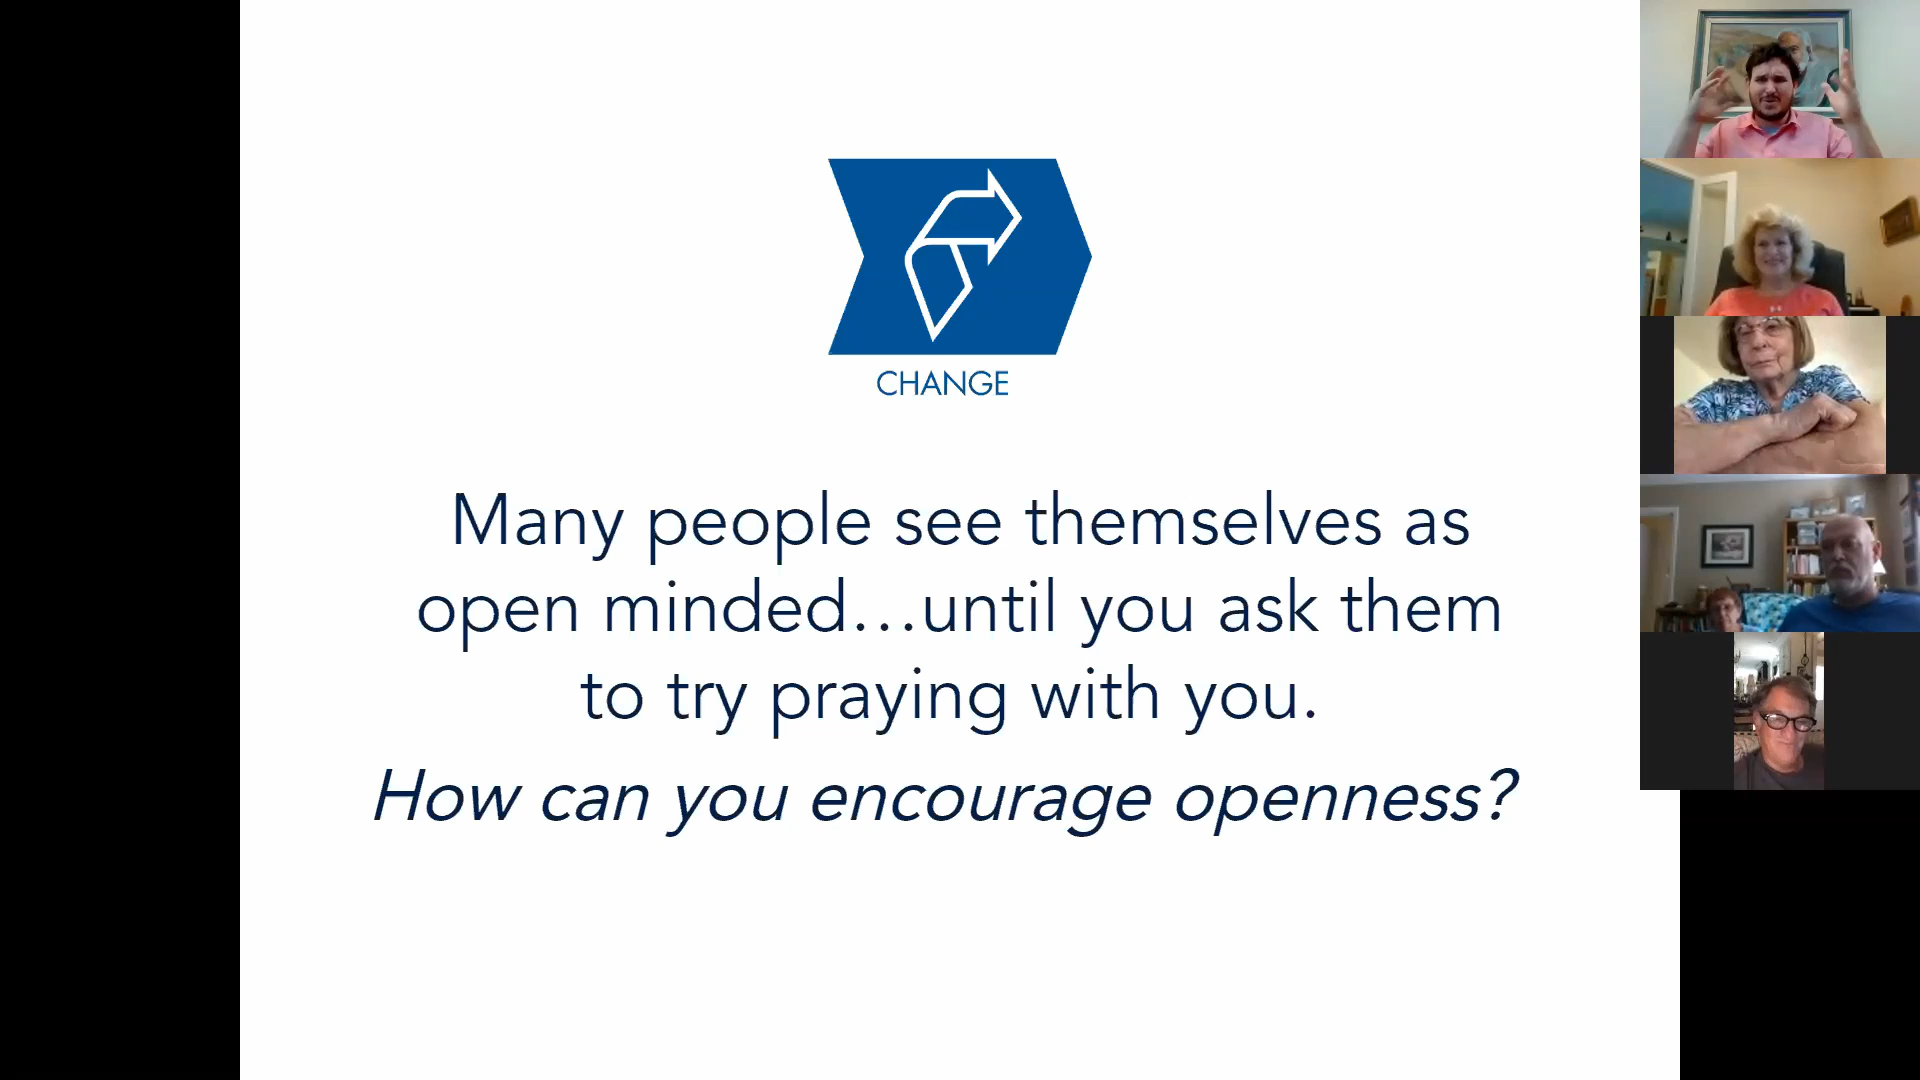 CHANGE
Many people see themselves as
open minded...until you ask them
to try praying with you.
How can you encourage openness?